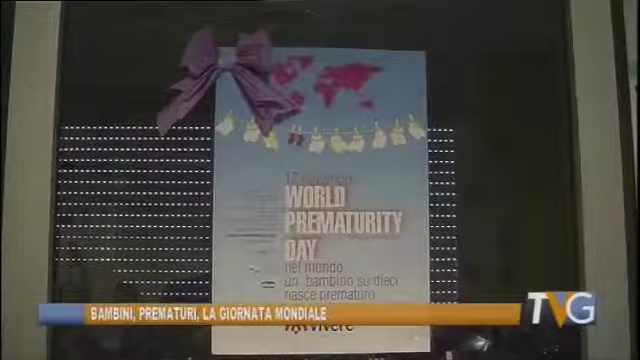 17 novembre
WORLD
PREMATURITY
DAY
nel mondo
un bambino su dieci
nasce prematuro
BAMBINI, PREMATURI, LA GIORNATA MONDIALE
TVG
vivere